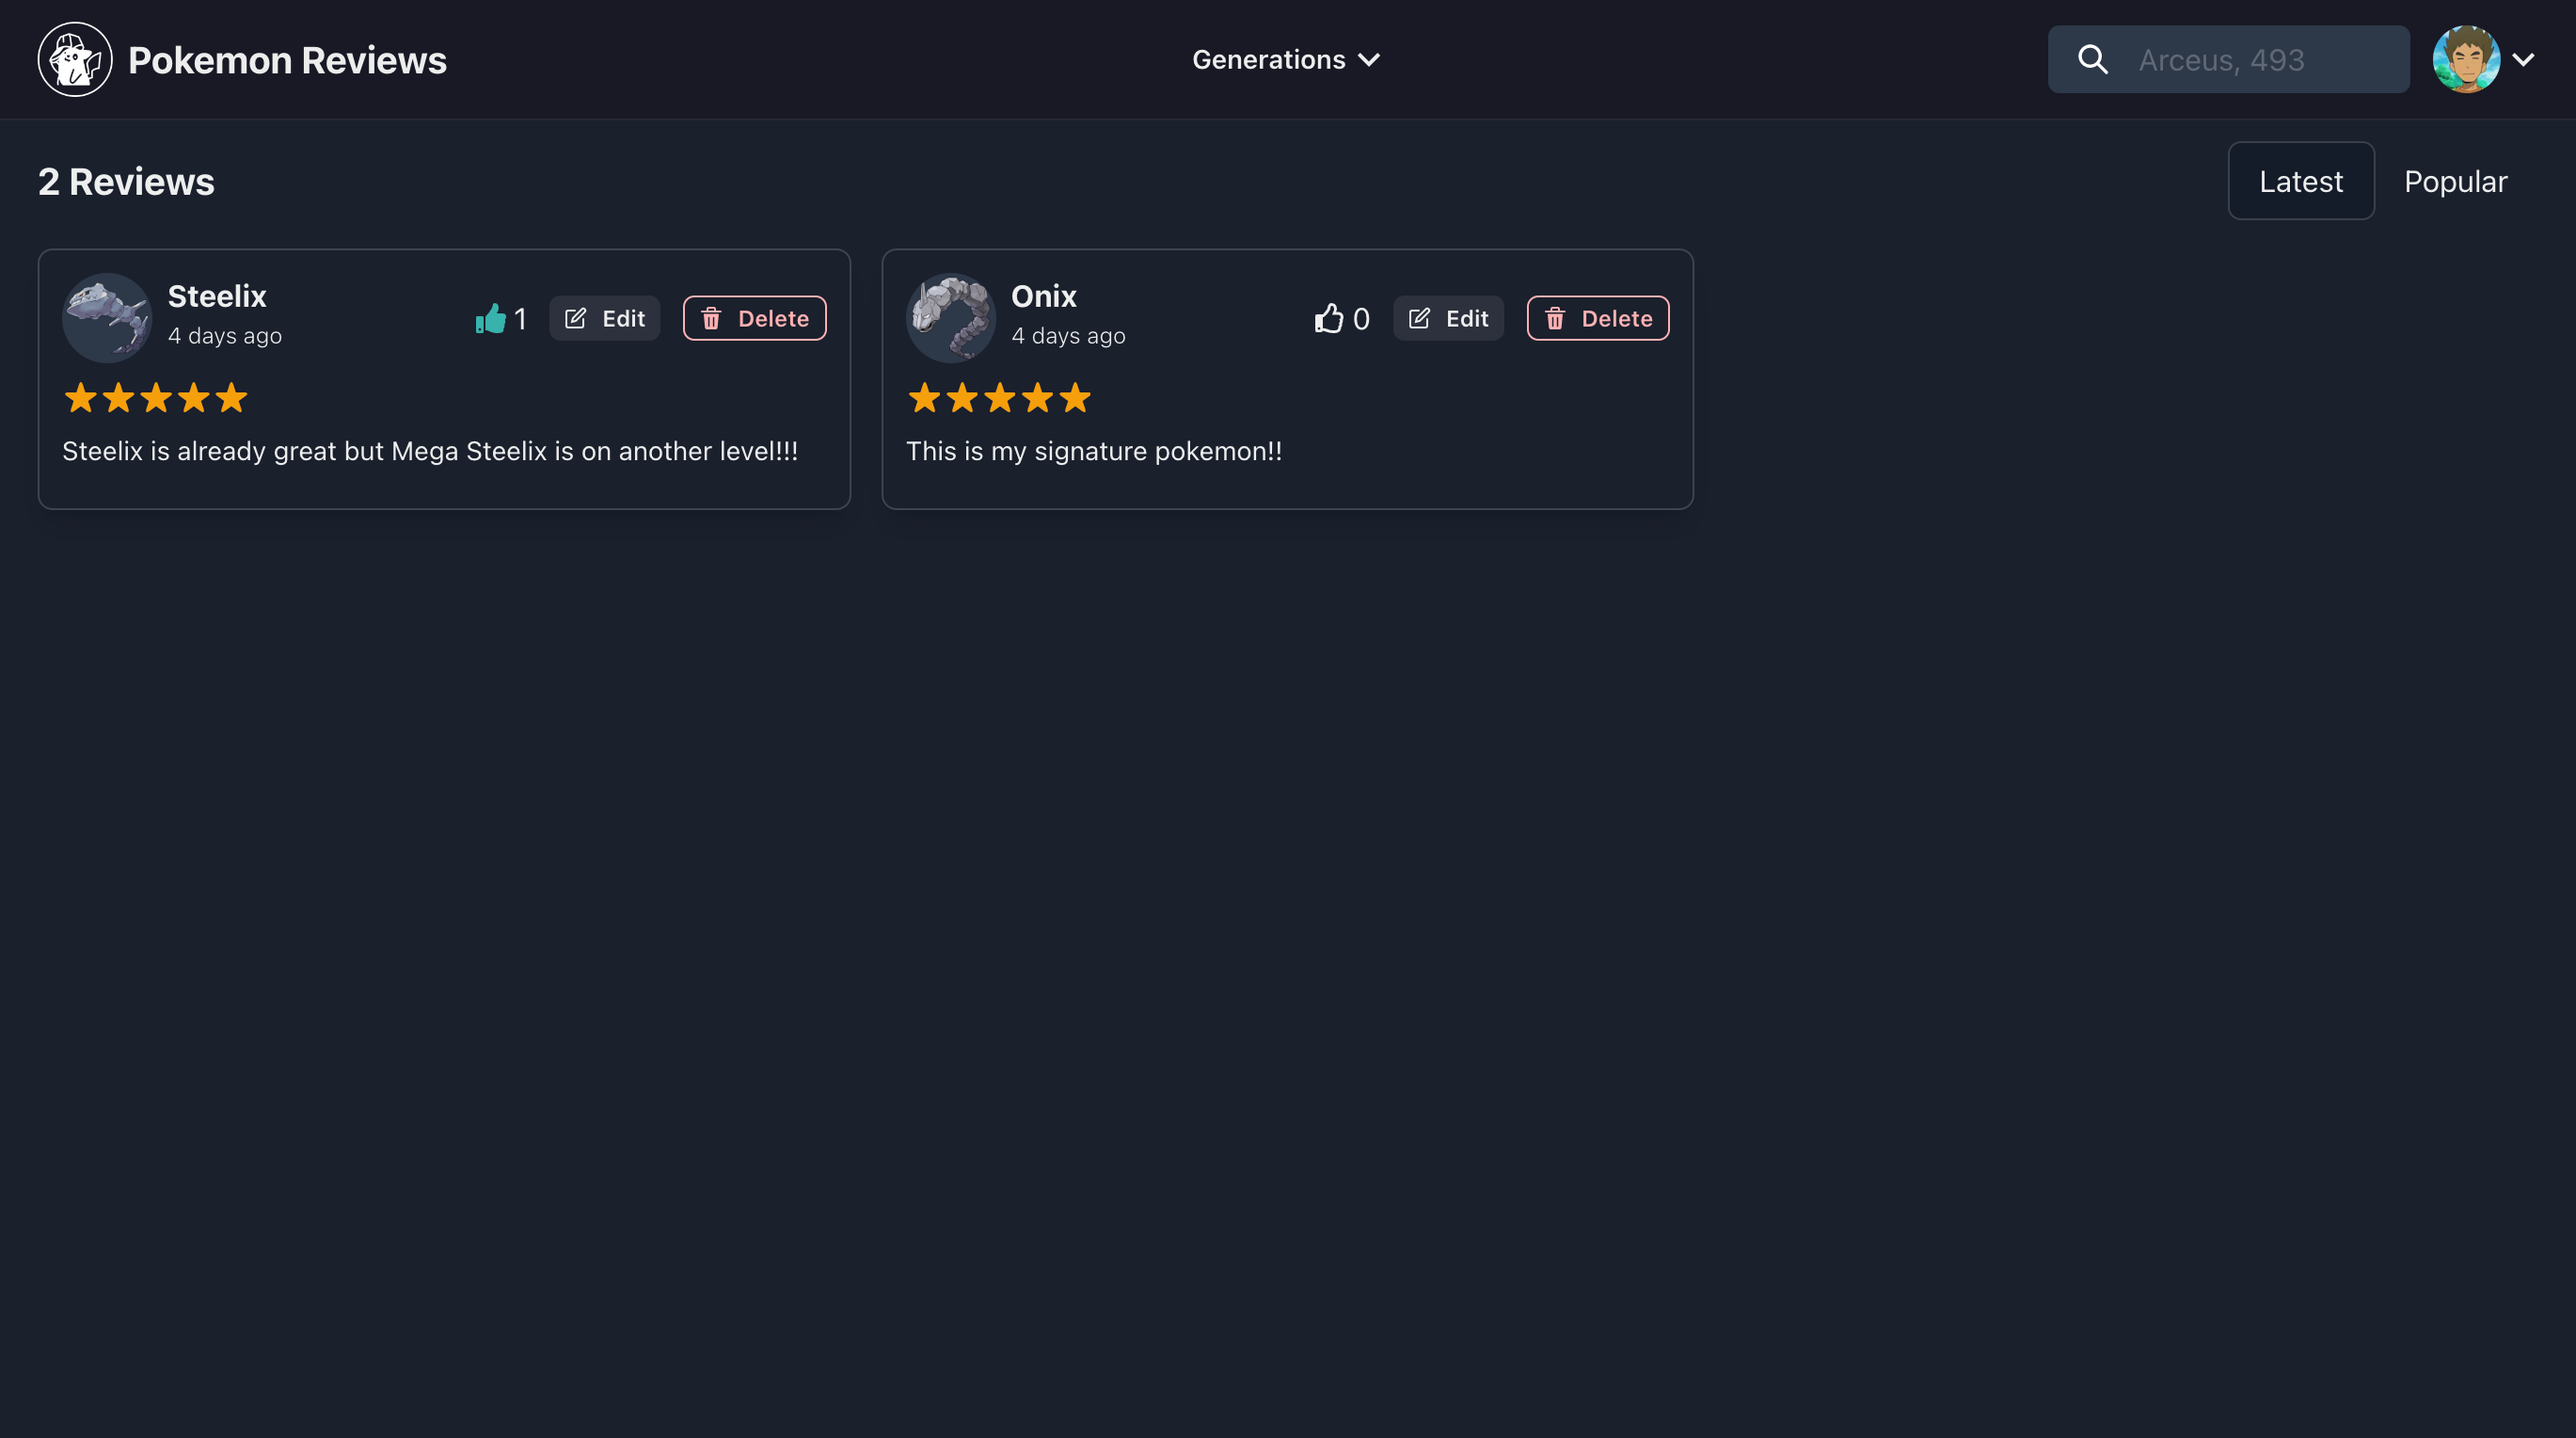 Pokemon Reviews
Generations
Arceus, 493
2 Reviews
Latest
Popular
Steelix
4 days ago
1
Edit
Delete
Steelix is already great but Mega Steelix is on another level!!!
Onix
4 days ago
0
Edit
Delete
This is my signature pokemon!!